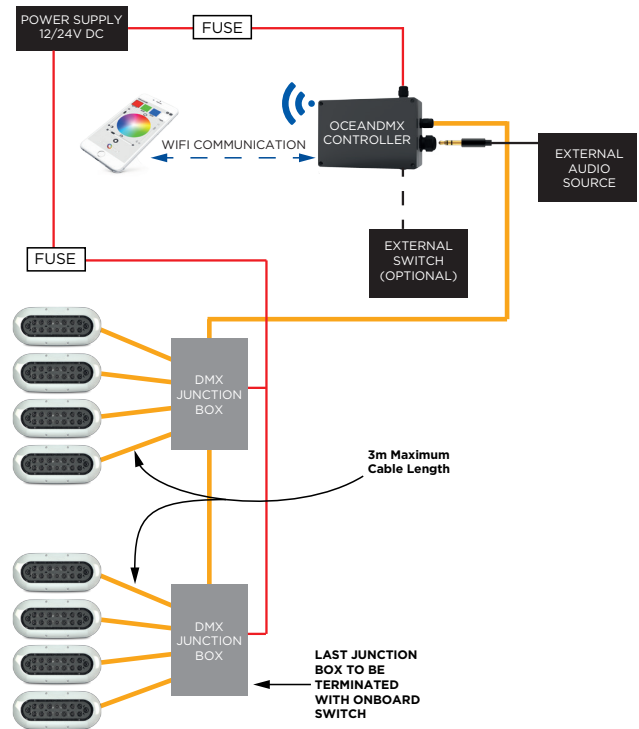 POWER SUPPLY
12/24V DC
FUSE
OCEANDMX
CONTROLLER
WIFI COMMUNICATION
EXTERNAL
AUDIO
SOURCE
EXTERNAL
SWITCH
(OPTIONAL)
FUSE
DMX
JUNCTION
BOX
3m Maximum
Cable Length
DMX
JUNCTION
BOX
LAST JUNCTION
BOX TO BE
TERMINATED
WITH ONBOARD
SWITCH